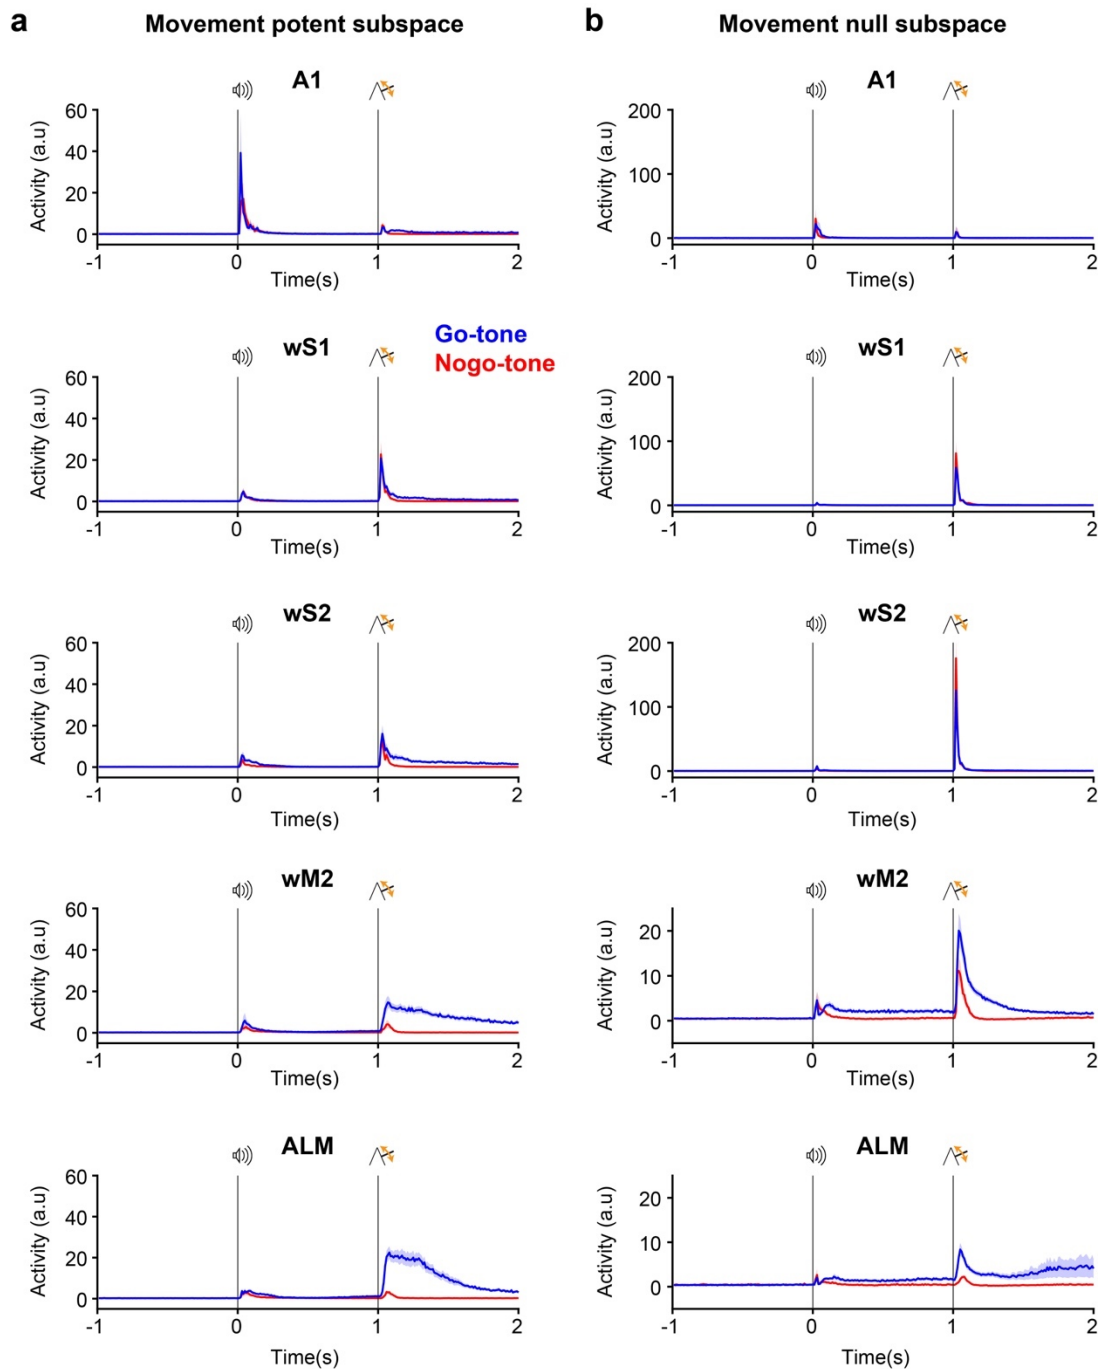 a Movement potent subspace
A1
60
40
20
0
Activity (a.u)
-1 0 1 2
Time(s)
wS1
60
40
20
0
Activity (a.u)
-1 0 1 2
Time(s)
Go-tone
Nogo-tone
wS2
60
40
20
0
Activity (a.u)
-1 0 1 2
Time(s)
wM2
60
40
20
0
Activity (a.u)
-1 0 1 2
Time(s)
ALM
60
40
20
0
Activity (a.u)
-1 0 1 2
Time(s)
b Movement null subspace
A1
200
100
0
Activity (a.u)
-1 0 1 2
Time(s)
wS1
200
100
0
Activity (a.u)
-1 0 1 2
Time(s)
wS2
200
100
0
Activity (a.u)
-1 0 1 2
Time(s)
wM2
20
10
0
Activity (a.u)
-1 0 1 2
Time(s)
ALM
20
10
0
Activity (a.u)
-1 0 1 2
Time(s)